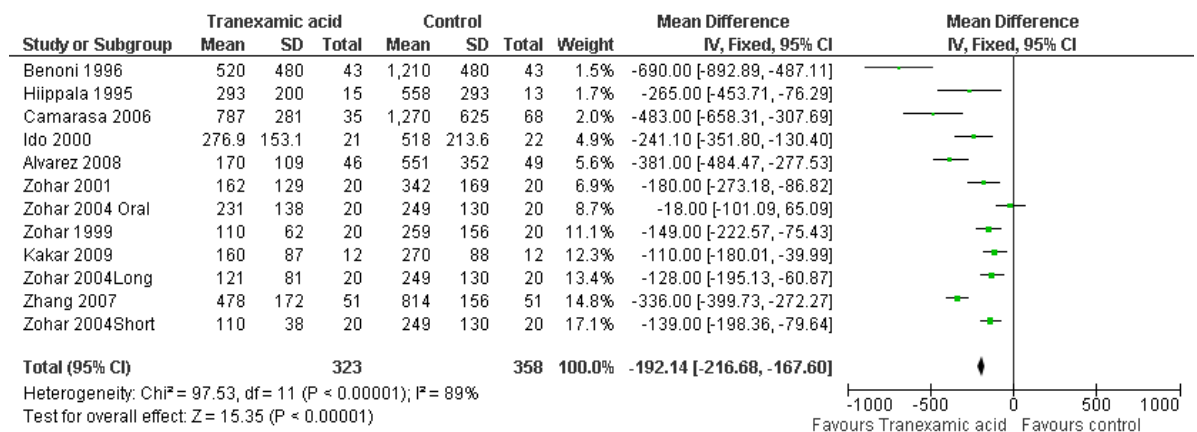 Tranexamic acid Control Mean Difference Mean Difference
Study or Subgroup Mean SD Total Mean SD Total Weight IV, Fixed, 95% CI IV, Fixed, 95% CI
Benoni 1996 520 480 43 1,210 480 43 1.5% -690.00 [-892.89, -487.11]
Hiippala 1995 293 200 15 558 293 13 1.7% -265.00 [-453.71, -76.29]
Camarasa 2006 787 281 35 1,270 625 68 2.0% -483.00 [-658.31, -307.69]
Ido 2000 276.9 153.1 21 518 213.6 22 4.9% -241.10 [-351.80, -130.40]
Alvarez 2008 170 109 46 551 352 49 5.6% -381.00 [-484.47, -277.53]
Zohar 2001 162 129 20 342 169 20 6.9% -180.00 [-273.18, -86.82]
Zohar 2004 Oral 231 138 20 249 130 20 8.7% -18.00 [-101.09, 65.09]
Zohar 1999 110 62 20 259 156 20 11.1% -149.00 [-222.57, -75.43]
Kakar 2009 160 87 12 270 88 12 12.3% -110.00 [-180.01, -39.99]
Zohar 2004Long 121 81 20 249 130 20 13.4% -128.00 [-195.13, -60.87]
Zhang 2007 478 172 51 814 156 51 14.8% -336.00 [-399.73, -272.27]
Zohar 2004Short 110 38 20 249 130 20 17.1% -139.00 [-198.36, -79.64]
Total (95% CI) 323 358 100.0% -192.14 [-216.68, -167.60]
Heterogeneity: Chi² = 97.53, df = 11 (P < 0.00001); I² = 89%
Test for overall effect: Z = 15.35 (P < 0.00001)
-1000 -500 0 500 1000
Favours Tranexamic acid Favours control